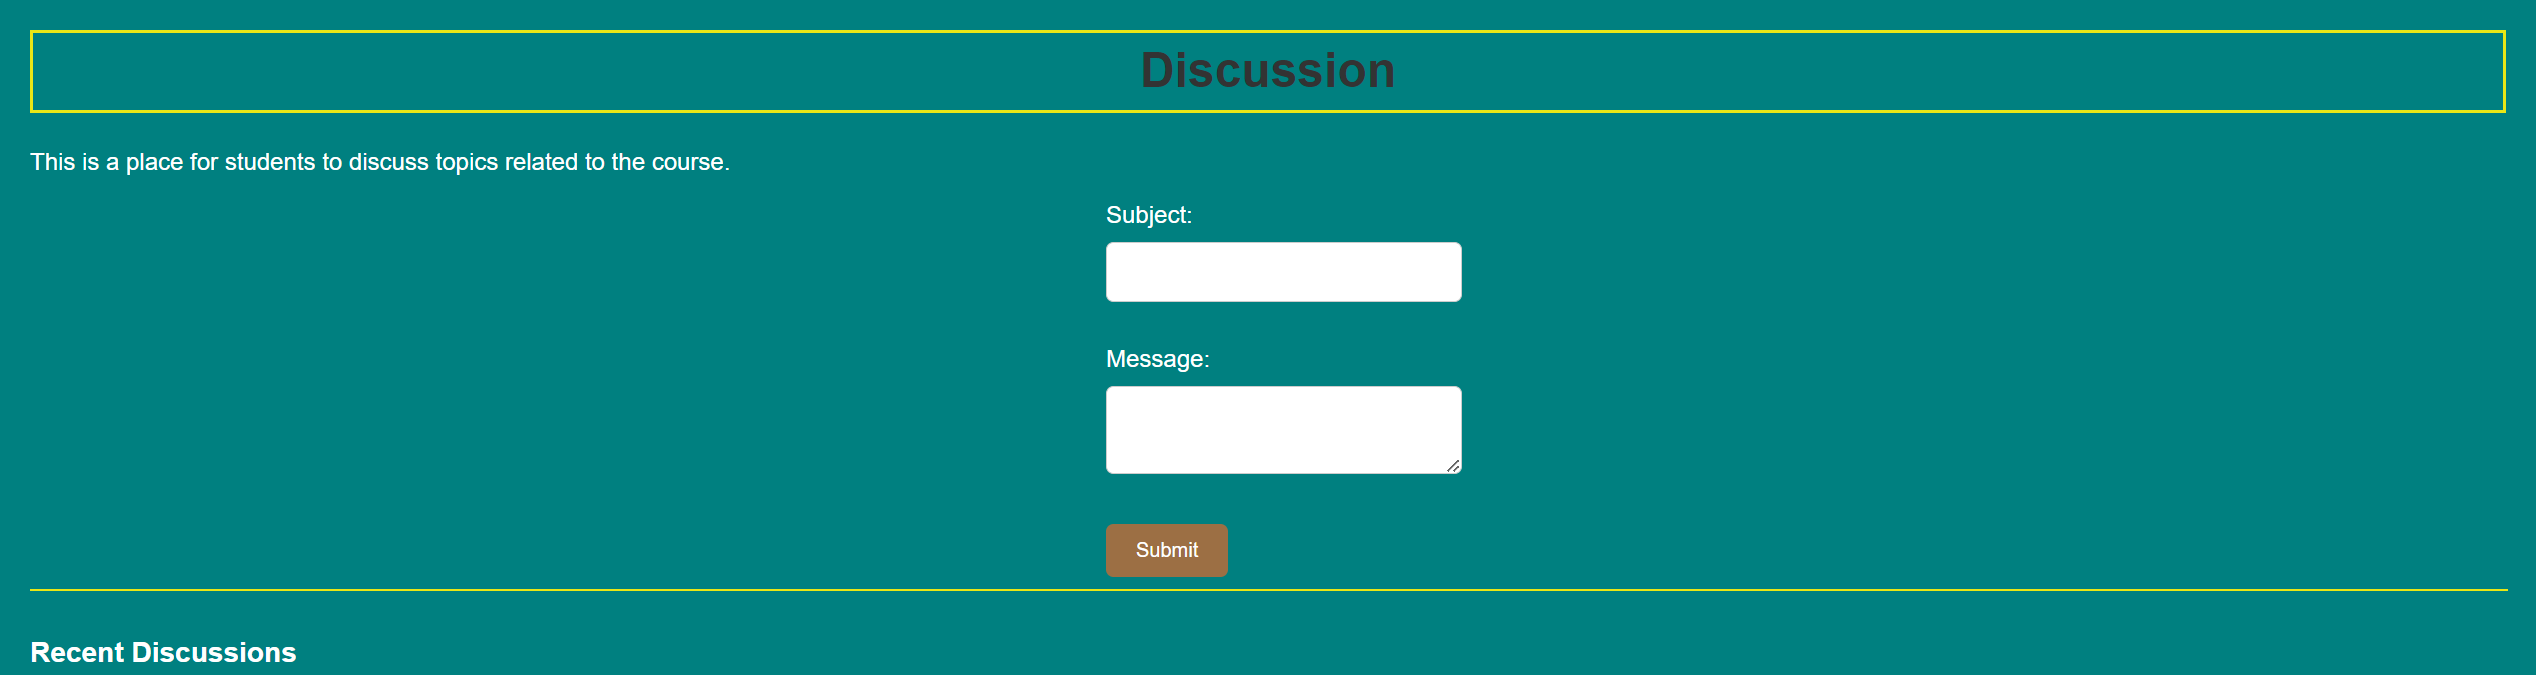 Discussion
This is a place for students to discuss topics related to the course.
Subject:
Message:
Submit
Recent Discussions